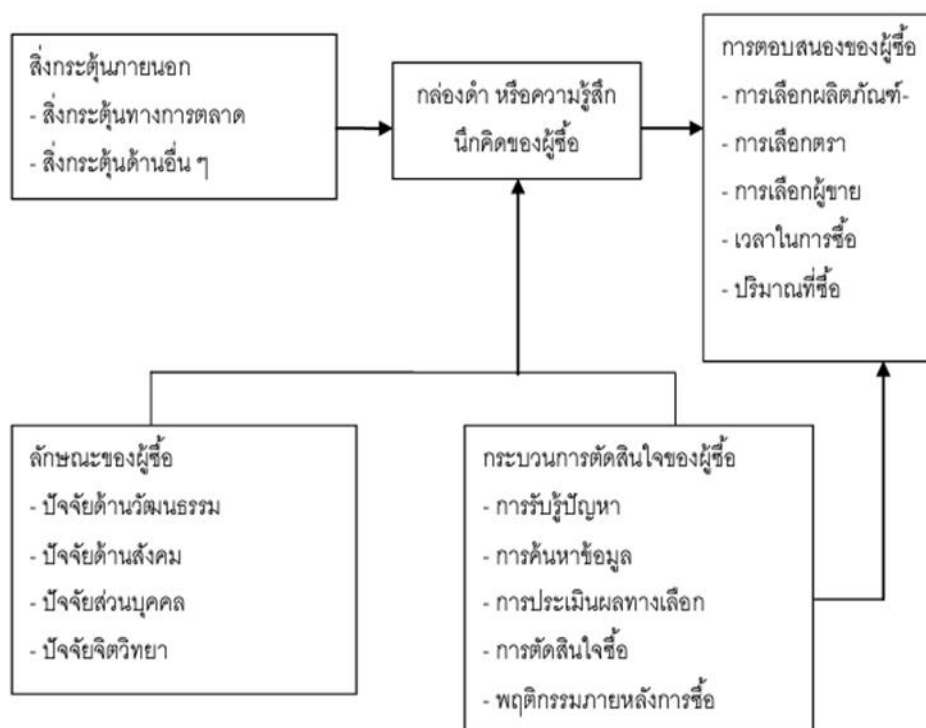 สิ่งกระตุ้นภายนอก
- สิ่งกระตุ้นทางการตลาด
- สิ่งกระตุ้นด้านอื่น ๆ
กล่องดำ หรือความรู้สึก
นึกคิดของผู้ซื้อ
การตอบสนองของผู้ซื้อ
- การเลือกผลิตภัณฑ์-
- การเลือกตรา
- การเลือกผู้ขาย
- เวลาในการซื้อ
- ปริมาณที่ซื้อ
ลักษณะของผู้ซื้อ
- ปัจจัยด้านวัฒนธรรม
- ปัจจัยด้านสังคม
- ปัจจัยส่วนบุคคล
- ปัจจัยจิตวิทยา
กระบวนการตัดสินใจของผู้ซื้อ
- การรับรู้ปัญหา
- การค้นหาข้อมูล
- การประเมินผลทางเลือก
- การตัดสินใจซื้อ
- พฤติกรรมภายหลังการซื้อ